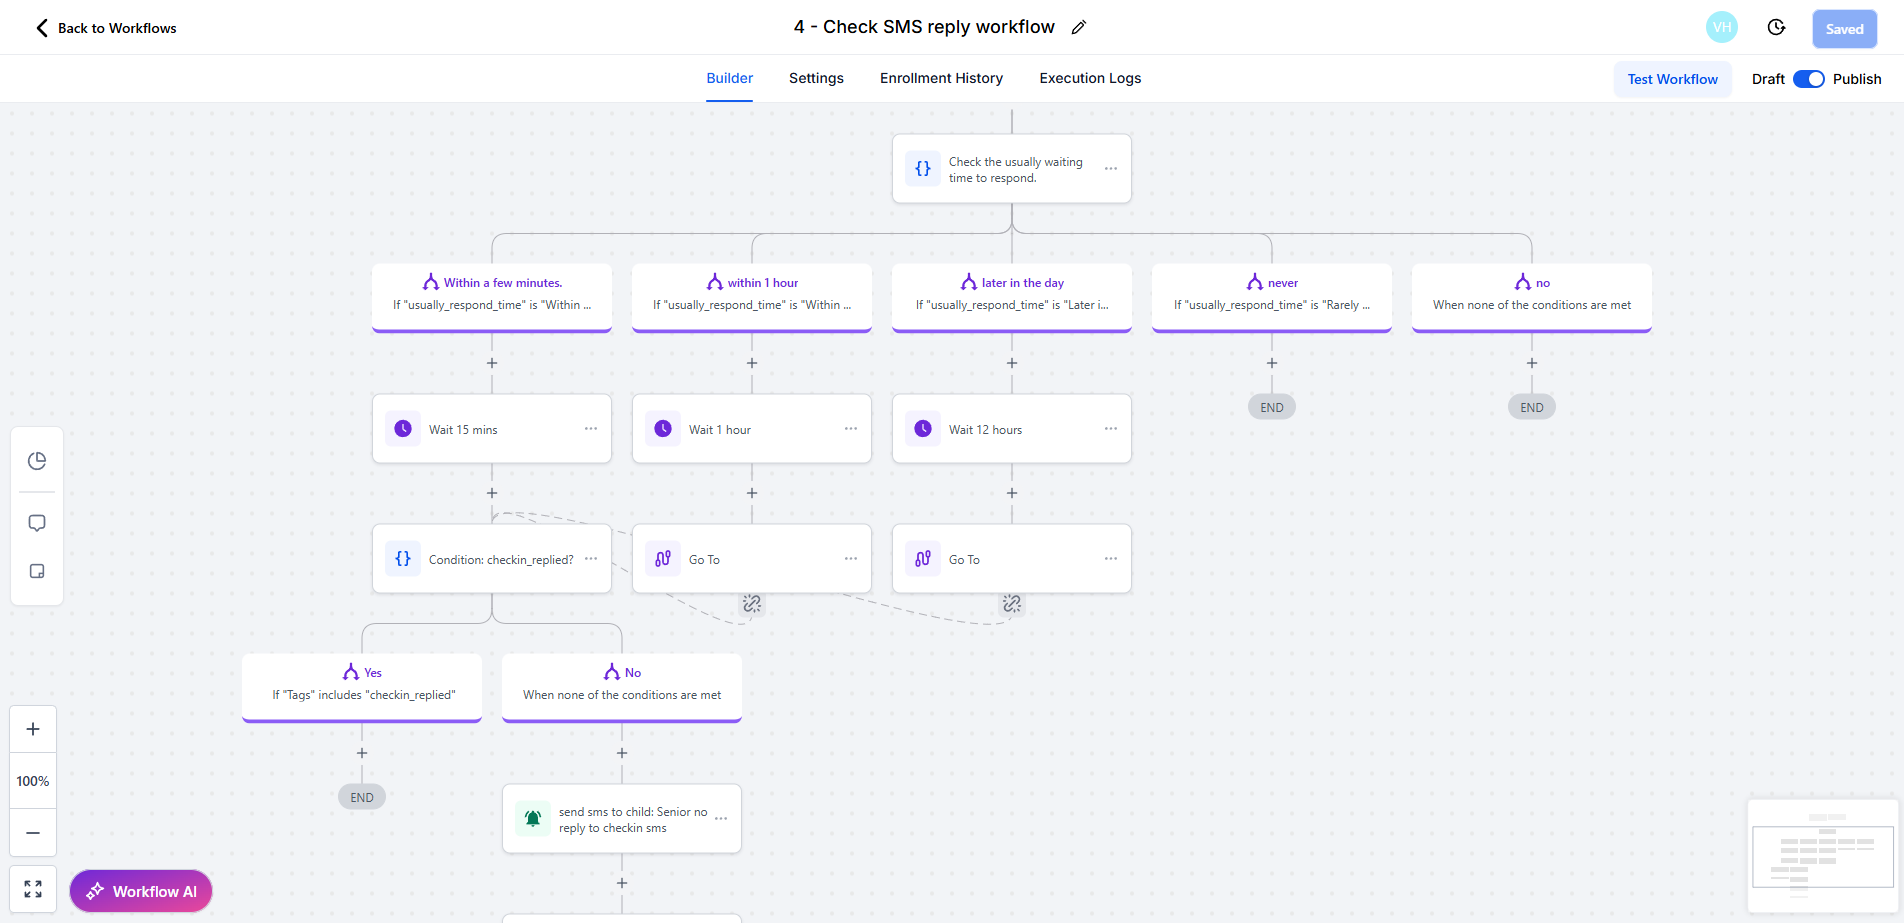 Back to Workflows
4 - Check SMS reply workflow
VH
Saved
Builder
Settings
Enrollment History
Execution Logs
Test Workflow
Draft
Publish
Check the usually waiting
time to respond.
Within a few minutes.
If "usually_respond_time" is "Within ...
within 1 hour
If "usually_respond_time" is "Within ...
later in the day
If "usually_respond_time" is "Later i...
never
If "usually_respond_time" is "Rarely ...
no
When none of the conditions are met
Wait 15 mins
Wait 1 hour
Wait 12 hours
END
END
Condition: checkin_replied?
Go To
Go To
Yes
If "Tags" includes "checkin_replied"
No
When none of the conditions are met
END
send sms to child: Senior no
reply to checkin sms
100%
Workflow AI